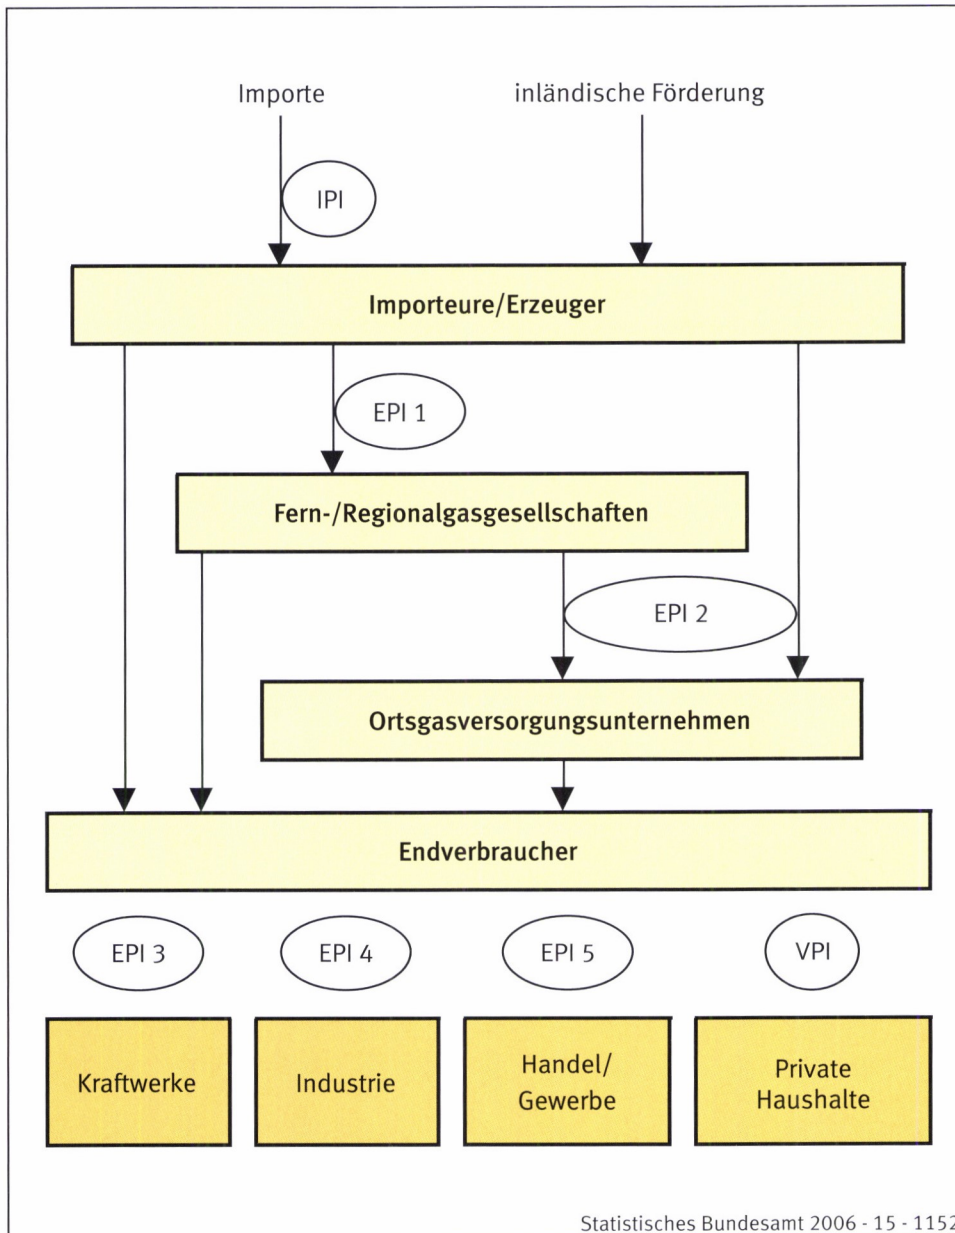 Importe
inländische Förderung
IPI
Importeure/Erzeuger
EPI 1
Fern-/Regionalgasgesellschaften
EPI 2
Ortsgasversorgungsunternehmen
Endverbraucher
EPI 3
EPI 4
EPI 5
VPI
Kraftwerke
Industrie
Handel/
Gewerbe
Private
Haushalte
Statistisches Bundesamt 2006 - 15 - 1152